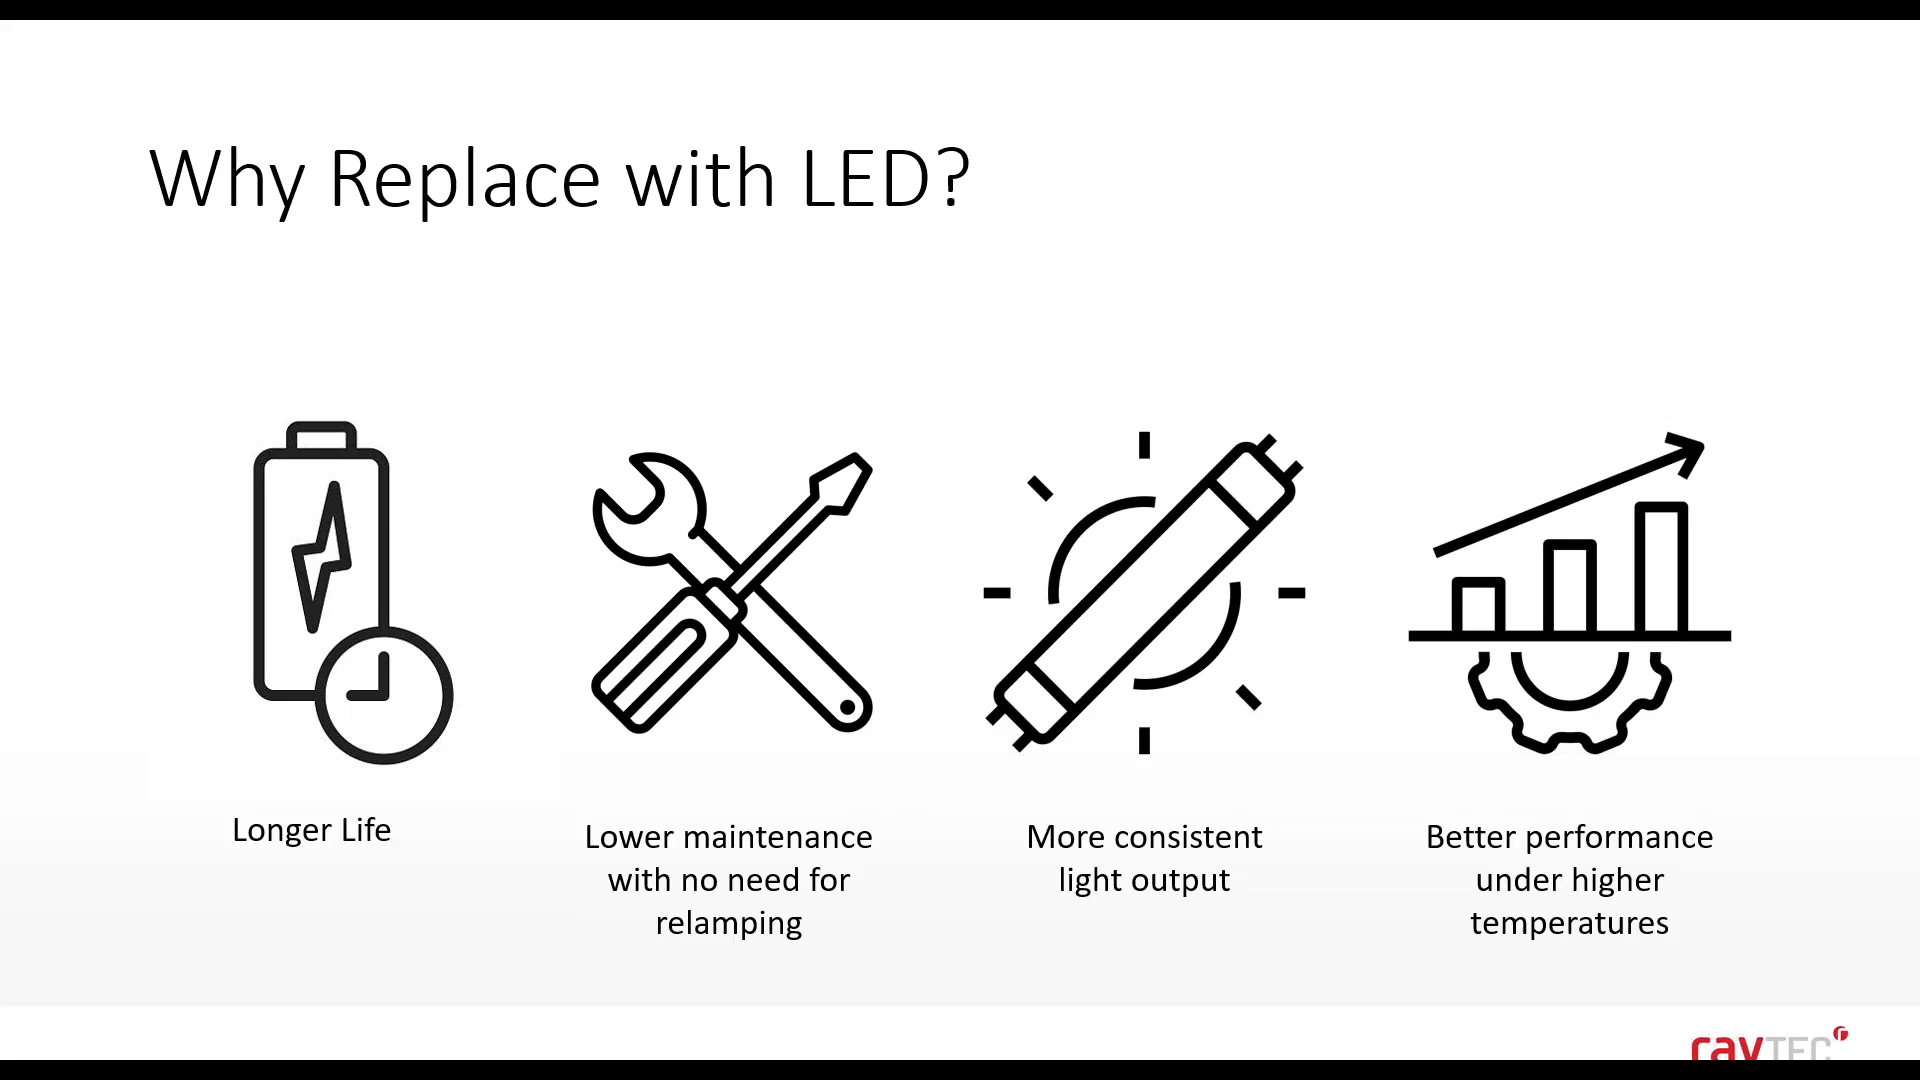 Why Replace with LED?
Longer Life
Lower maintenance
with no need for
relamping
More consistent
light output
Better performance
under higher
temperatures
rayTEC